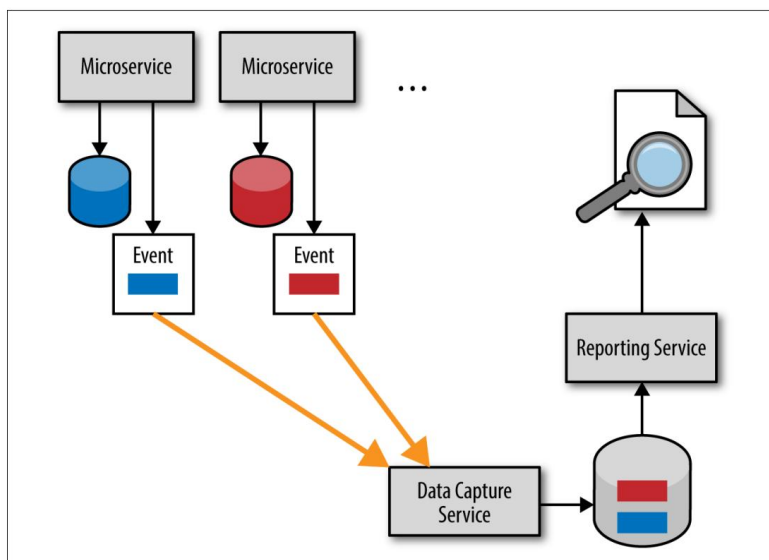 Microservice
Microservice
...
Event
Event
Reporting Service
Data Capture
Service